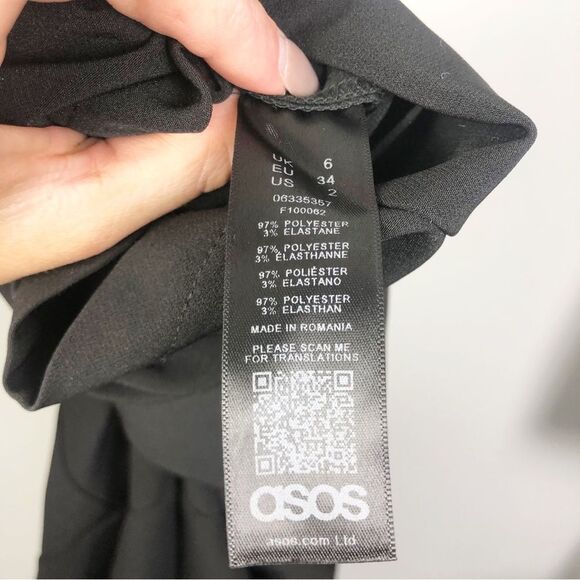 UK 6
EU 34
US 2
06335357
F100062
97% POLYESTER
3% ELASTANE
97% POLYESTER
3% ELASTHANNE
97% POLIÉSTER
3% ELASTANO
97% POLYESTER
3% ELASTHAN
MADE IN ROMANIA
PLEASE SCAN ME
FOR TRANSLATIONS
asos
asos.com Ltd